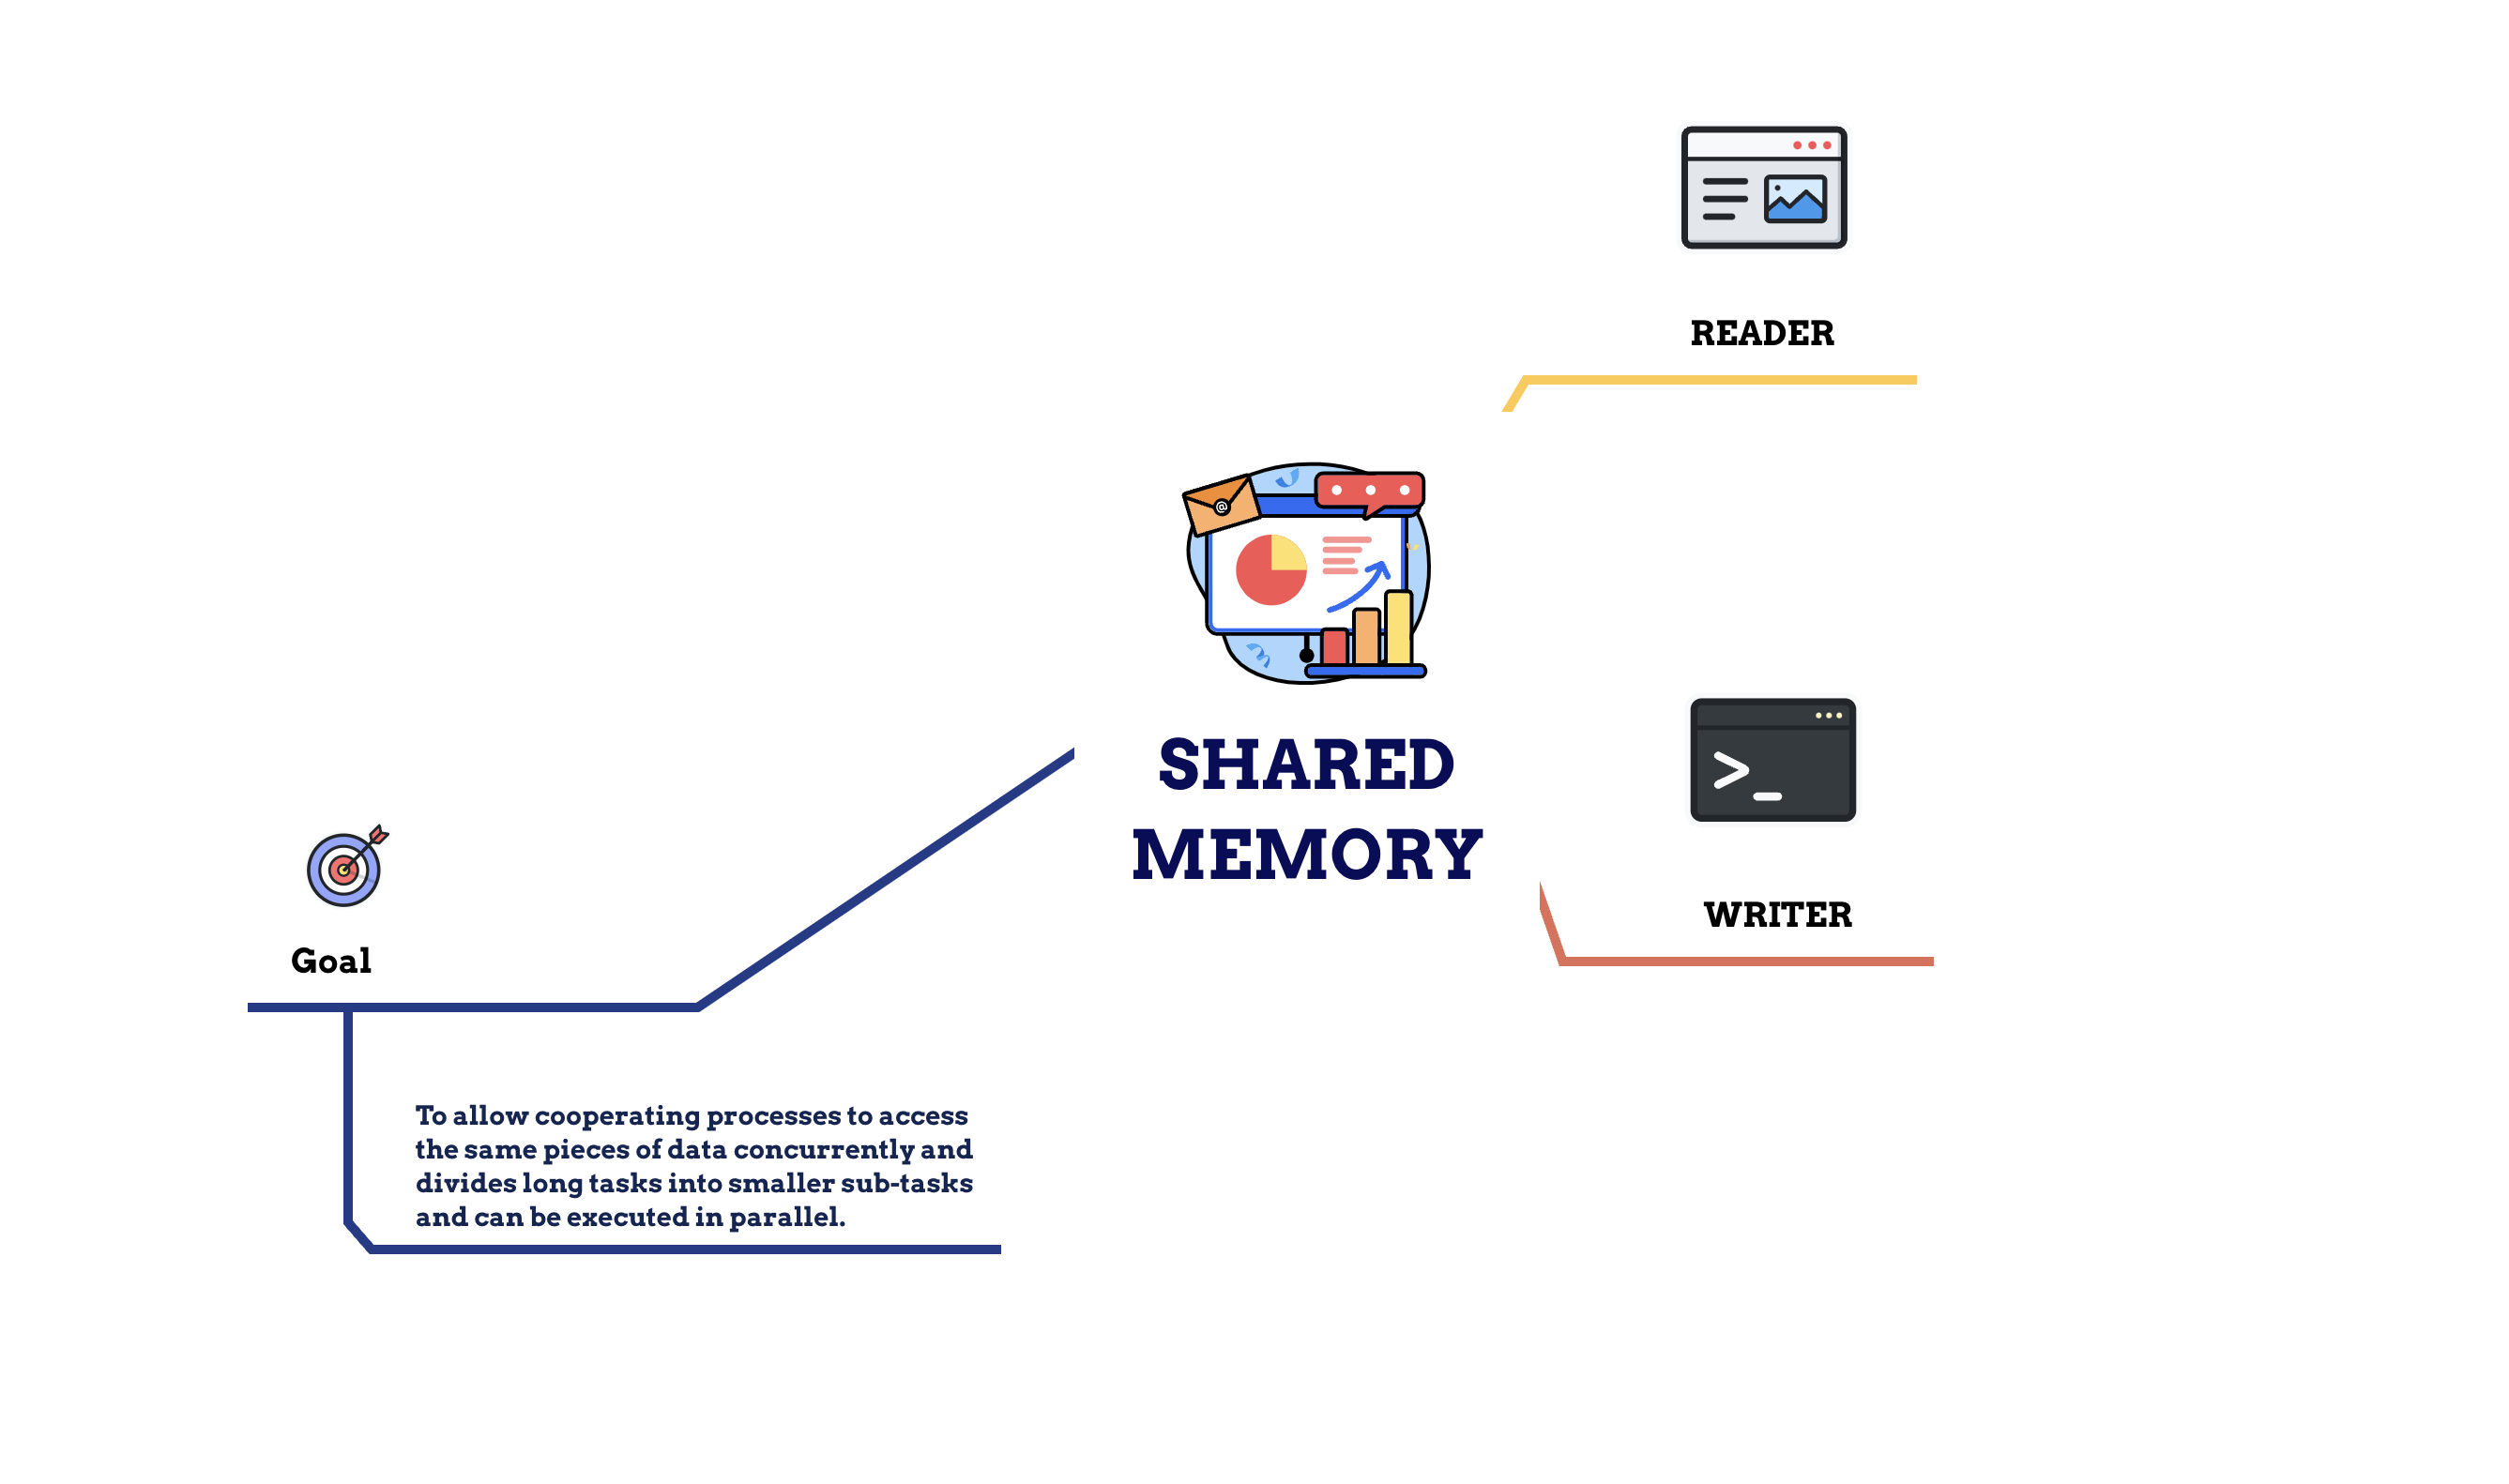 READER
SHARED
MEMORY
WRITER
Goal
To allow cooperating processes to access
the same pieces of data concurrently and
divides long tasks into smaller sub-tasks
and can be executed in parallel.